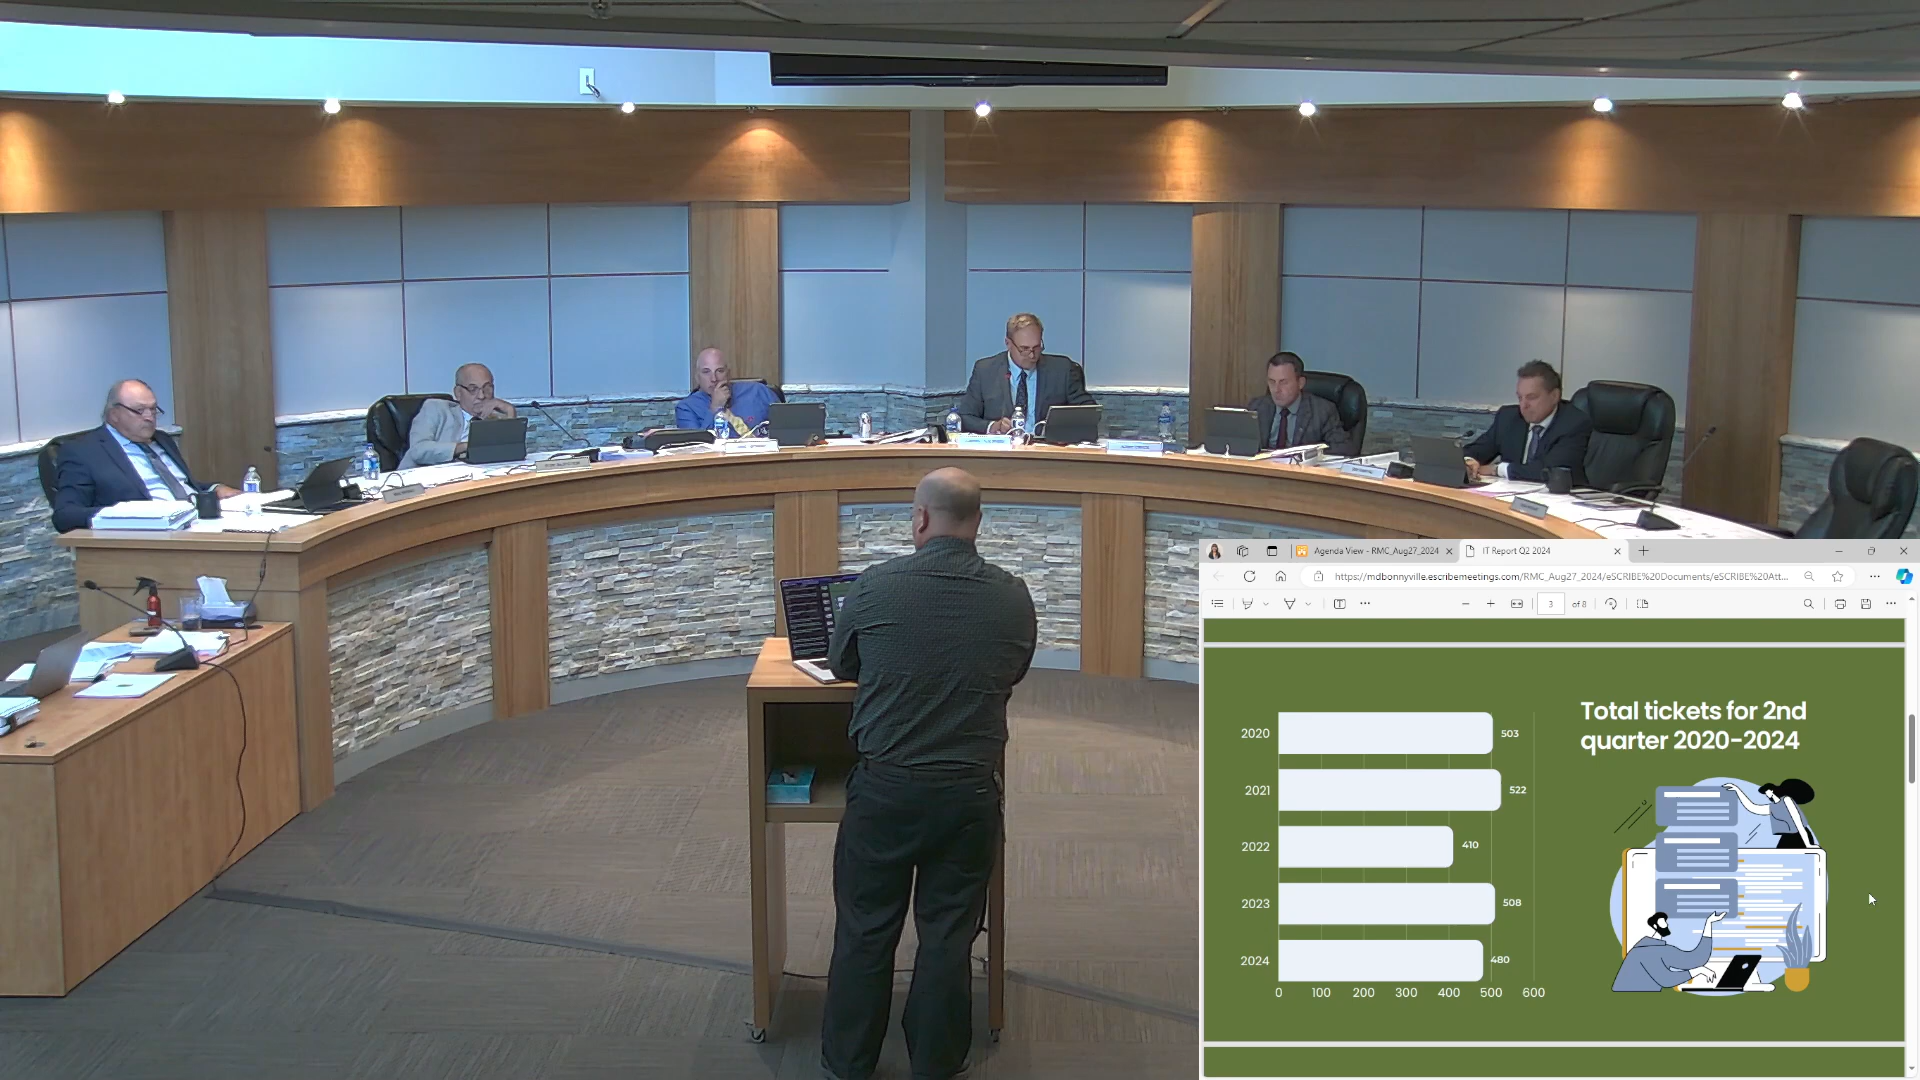 Agenda View - RMC_Aug27_2024
IT Report Q2 2024
https://mdbonnyville.escribemeetings.com/RMC_Aug27_2024/eSCRIBE%20Documents/eSCRIBE%20Att...
3 of 8
Total tickets for 2nd
quarter 2020-2024
2020 503
2021 522
2022 410
2023 508
2024 480
0 100 200 300 400 500 600